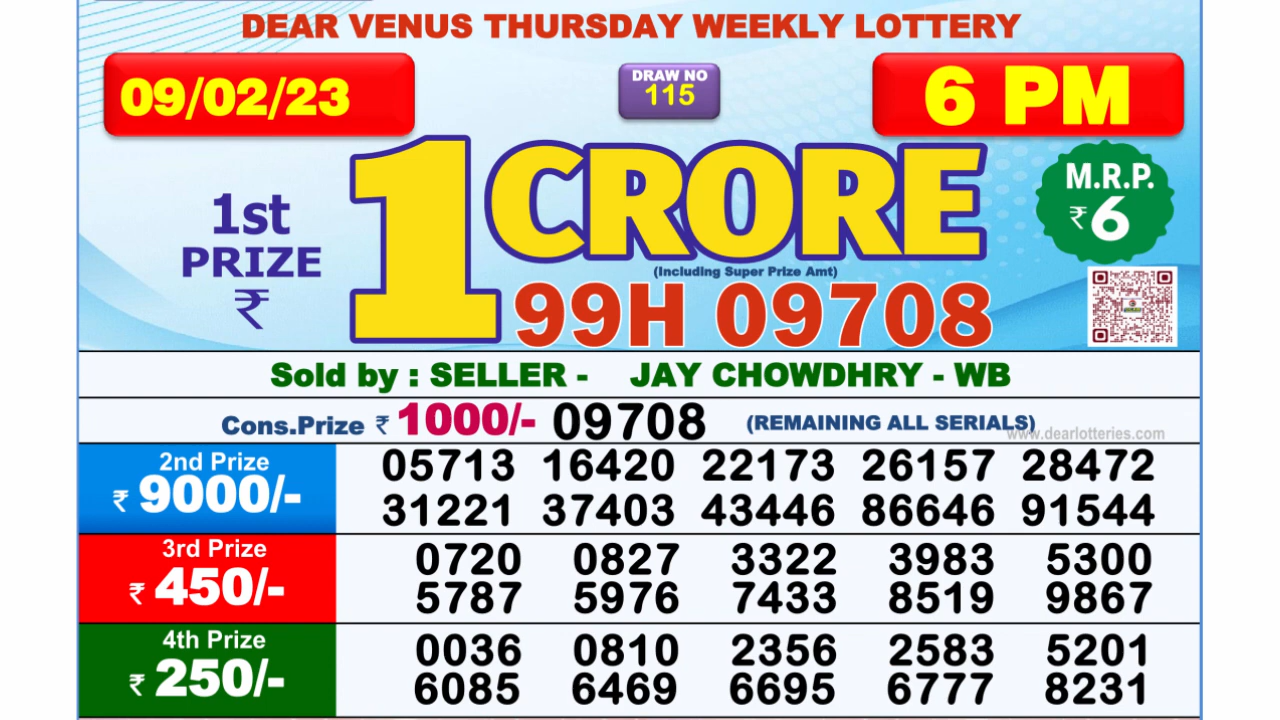 DEAR VENUS THURSDAY WEEKLY LOTTERY
09/02/23
DRAW NO
115
6 PM
1 CRORE
1st
PRIZE
₹
M.R.P.
₹6
(Including Super Prize Amt)
99H 09708
Sold by : SELLER - JAY CHOWDHRY - WB
Cons.Prize ₹ 1000/- 09708 (REMAINING ALL SERIALS)
www.dearlotteries.com
2nd Prize
₹ 9000/-
05713 16420 22173 26157 28472
31221 37403 43446 86646 91544
3rd Prize
₹ 450/-
0720 0827 3322 3983 5300
5787 5976 7433 8519 9867
4th Prize
₹ 250/-
0036 0810 2356 2583 5201
6085 6469 6695 6777 8231